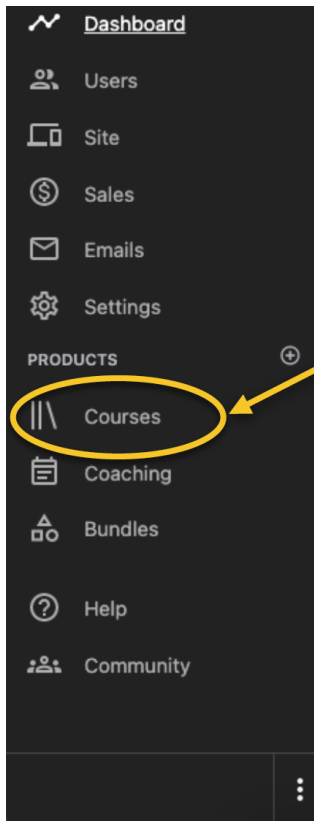 Dashboard
Users
Site
Sales
Emails
Settings
PRODUCTS
Courses
Coaching
Bundles
Help
Community